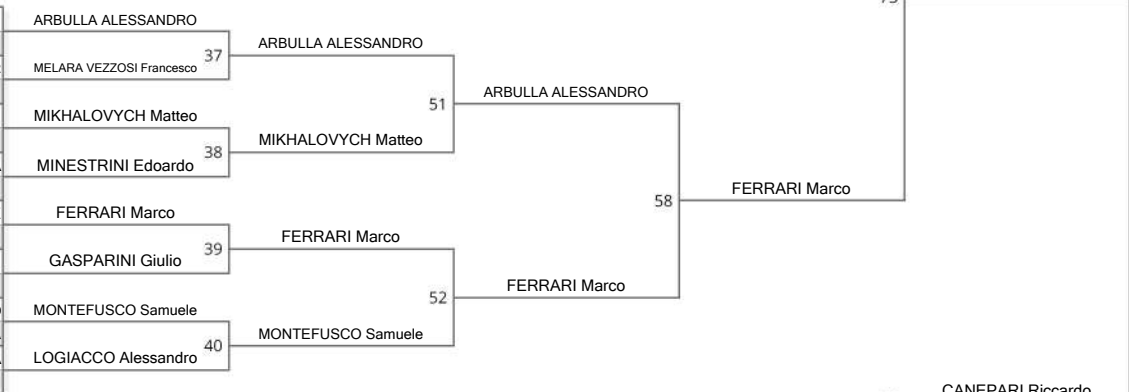 ARBULLA ALESSANDRO
37
ARBULLA ALESSANDRO
MELARA VEZZOSI Francesco
51
ARBULLA ALESSANDRO
MIKHALOVYCH Matteo
38
MIKHALOVYCH Matteo
MINESTRINI Edoardo
58
FERRARI Marco
FERRARI Marco
39
FERRARI Marco
GASPARINI Giulio
52
FERRARI Marco
MONTEFUSCO Samuele
40
MONTEFUSCO Samuele
LOGIACCO Alessandro
CANEPARI Riccardo